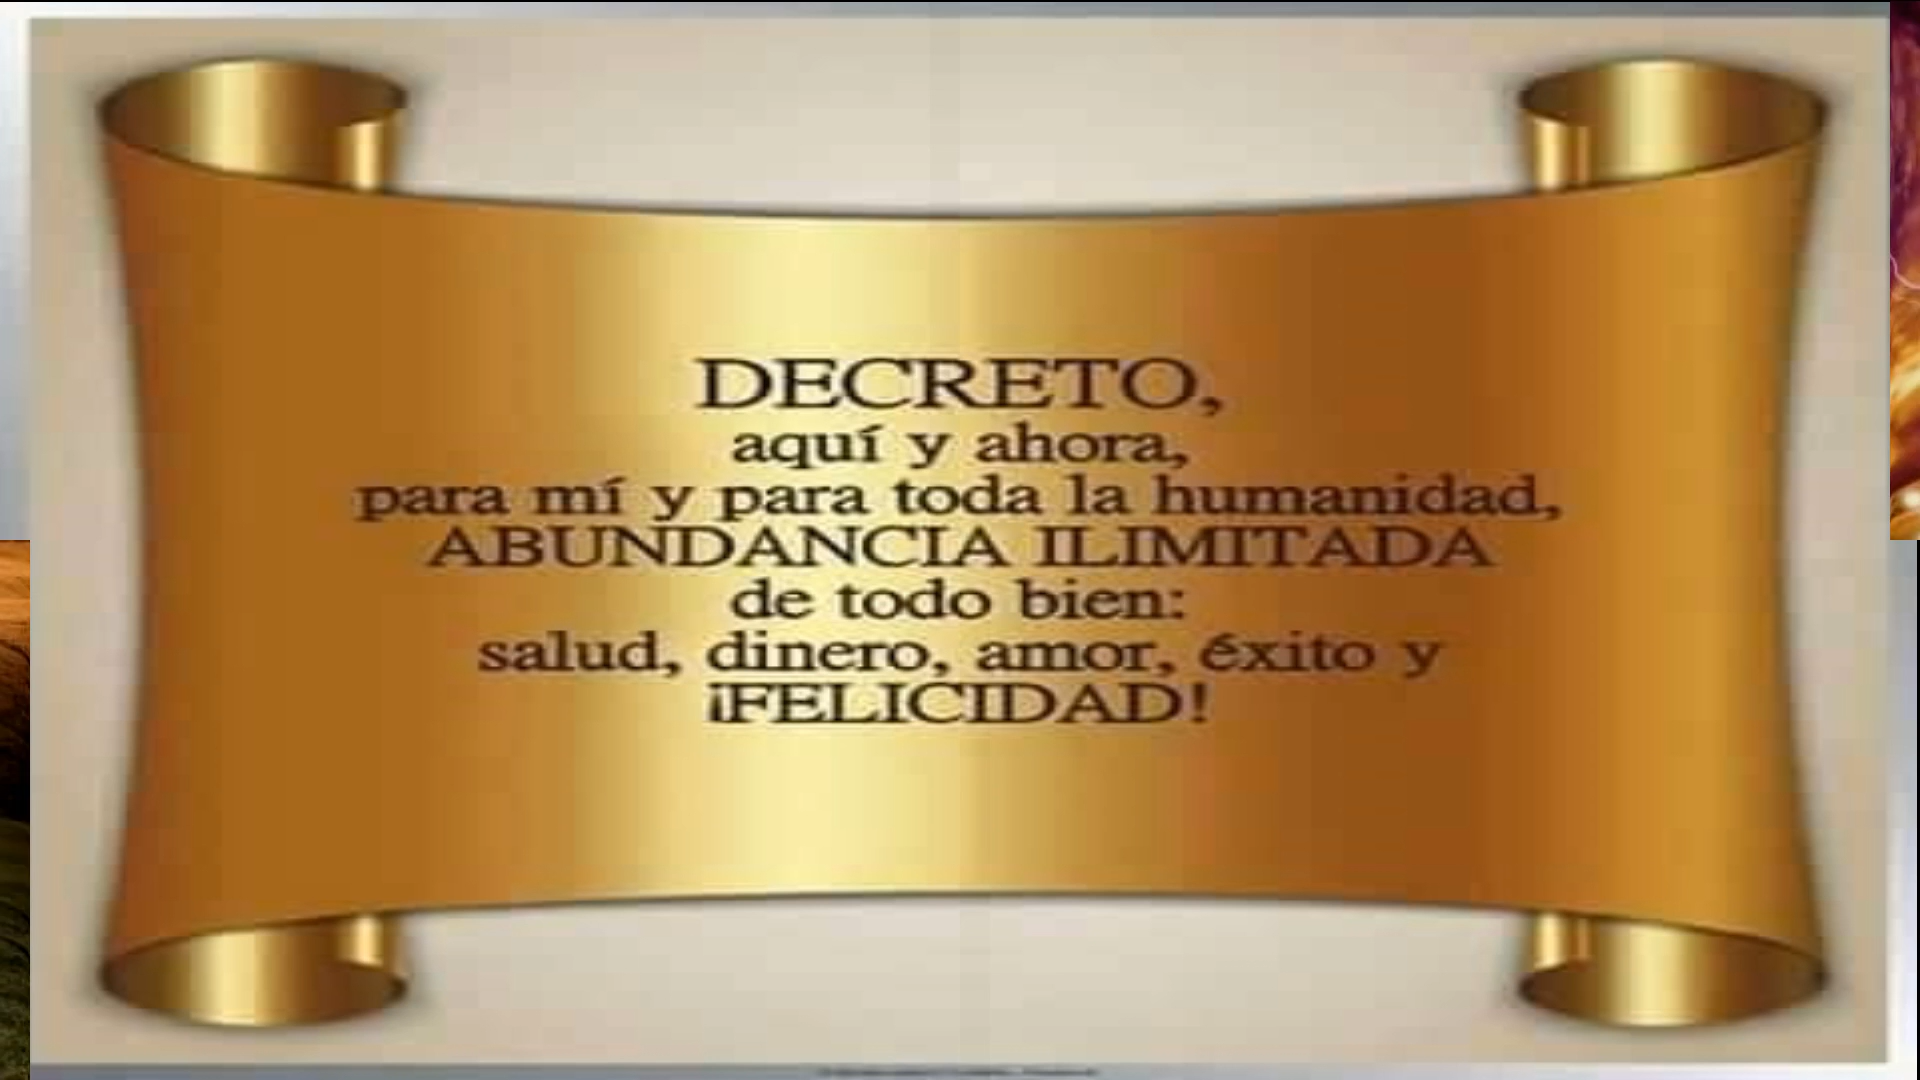 DECRETO,
aquí y ahora,
para mí y para toda la humanidad,
ABUNDANCIA ILIMITADA
de todo bien:
salud, dinero, amor, éxito y
¡FELICIDAD!